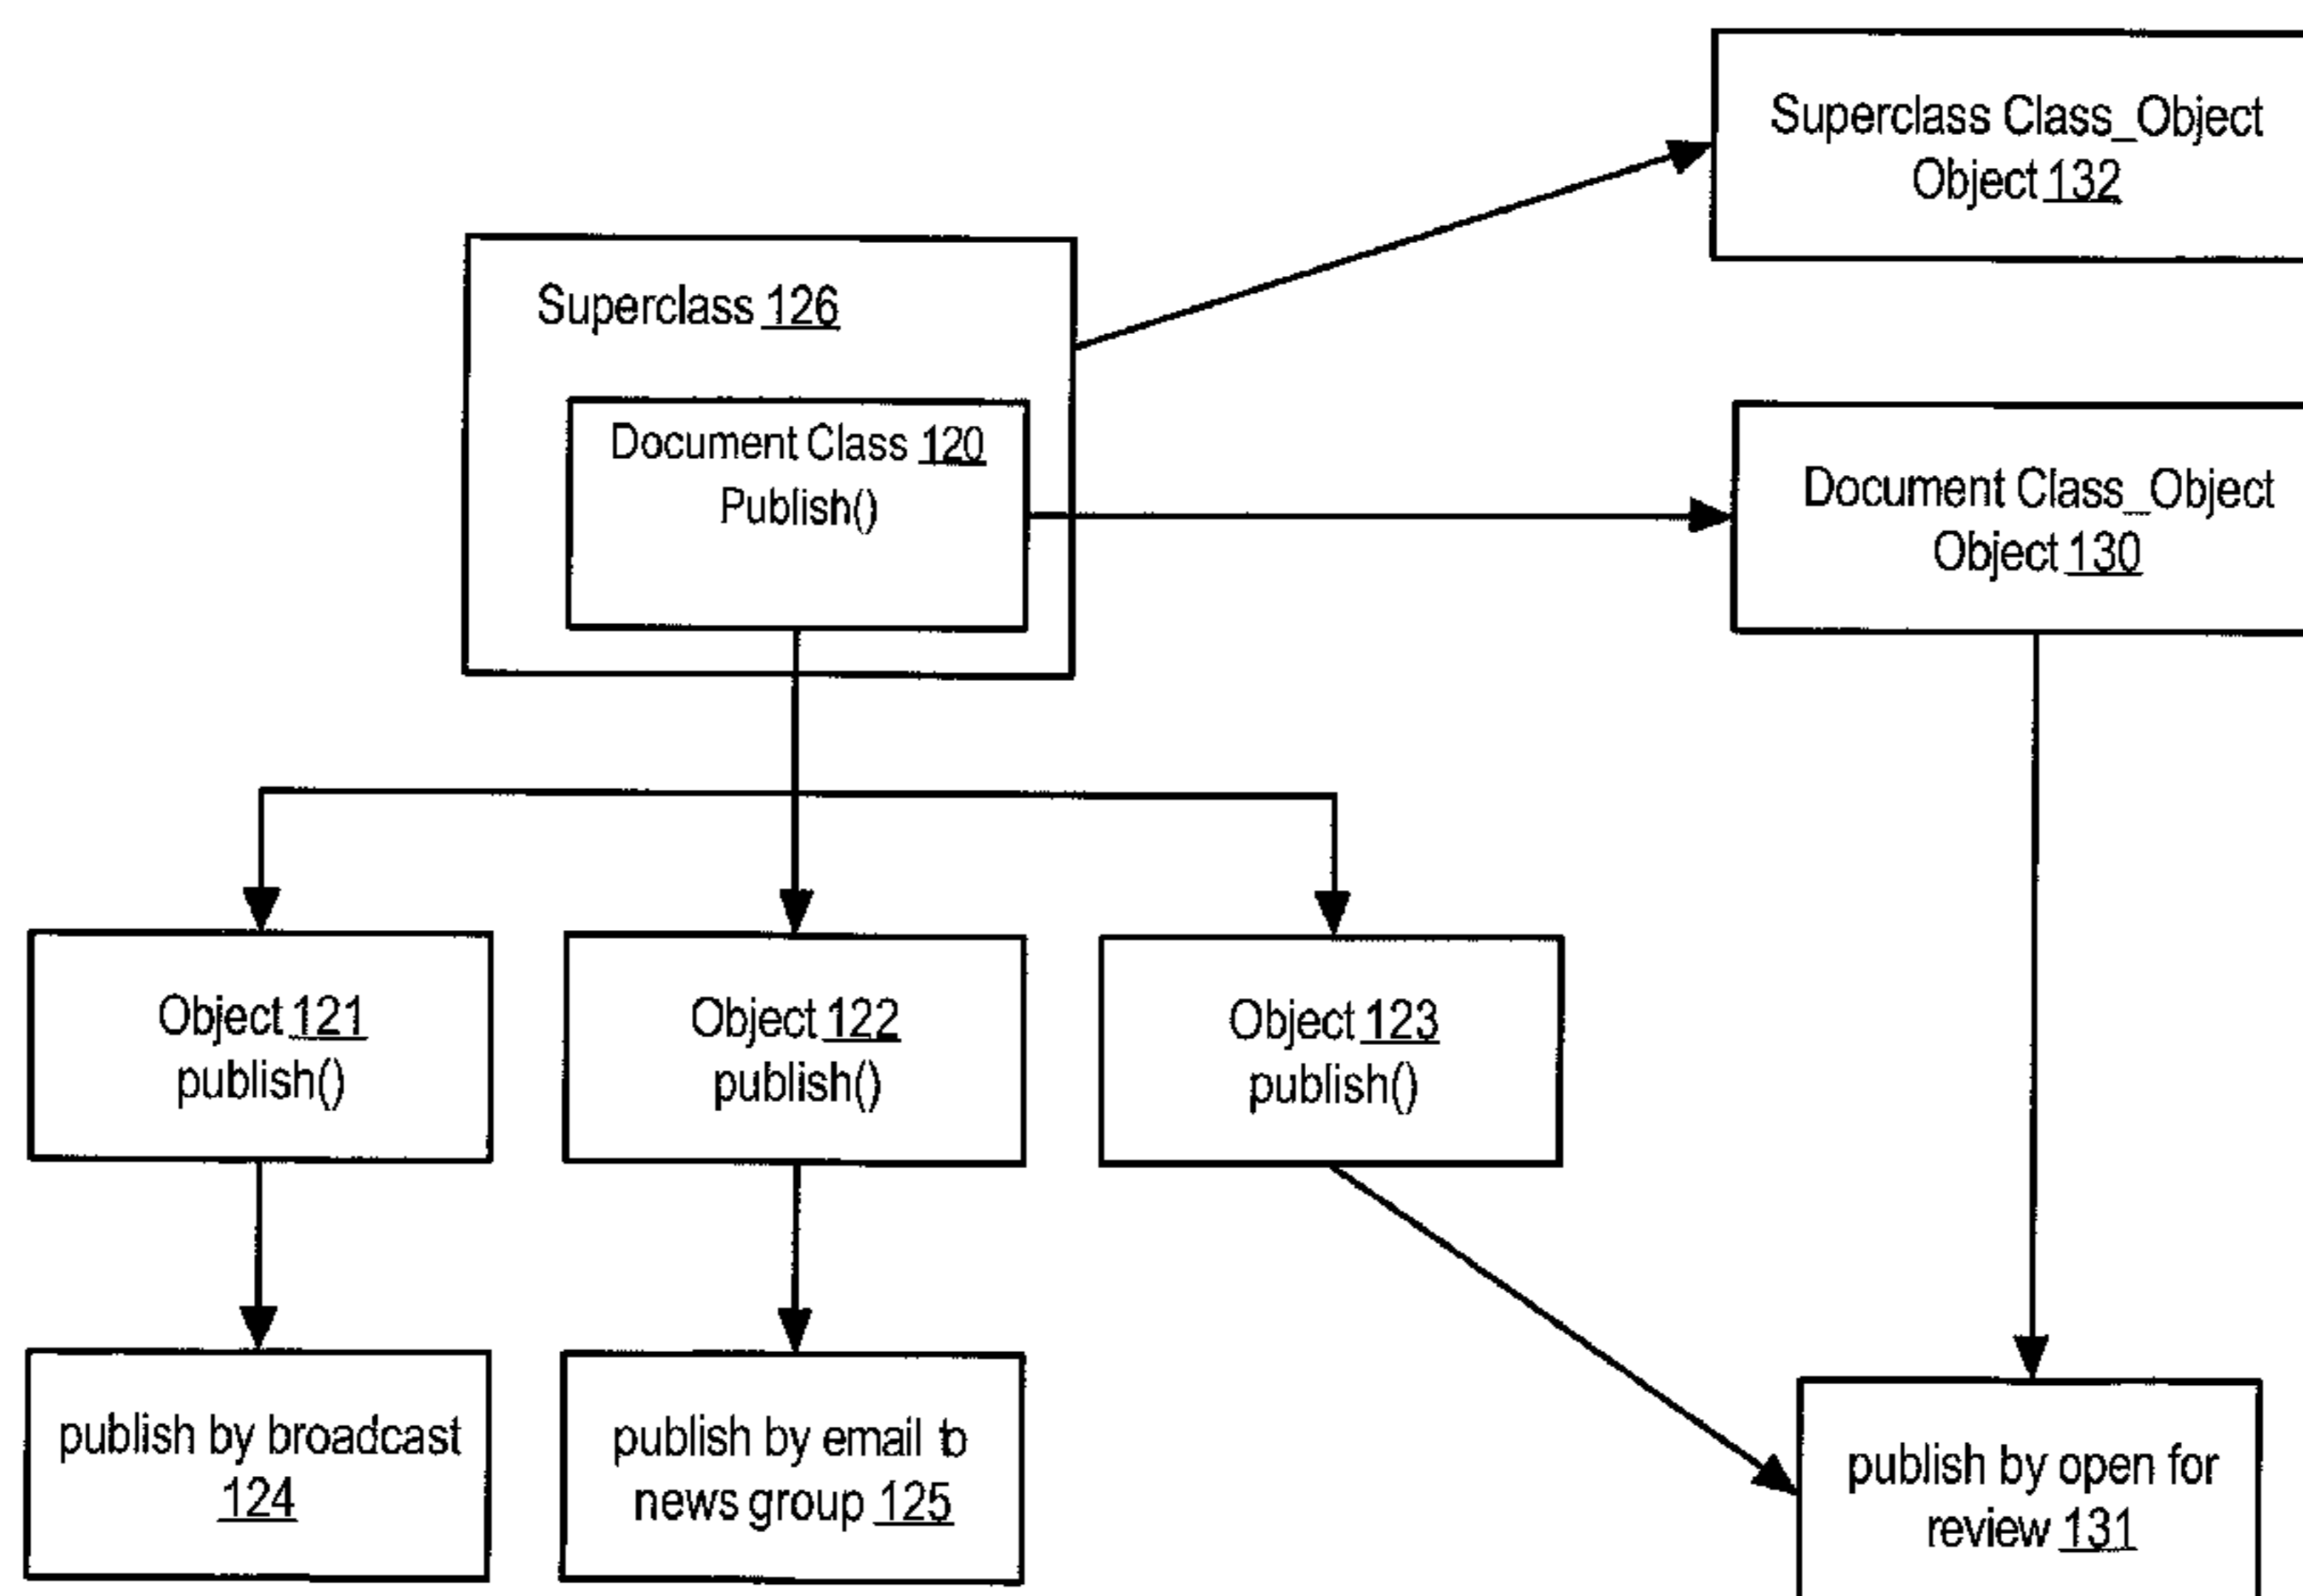 Superclass Class_Object
Object 132
Superclass 126
Document Class 120
Publish()
Document Class_Object
Object 130
Object 121
publish()
Object 122
publish()
Object 123
publish()
publish by broadcast
124
publish by email to
news group 125
publish by open for
review 131